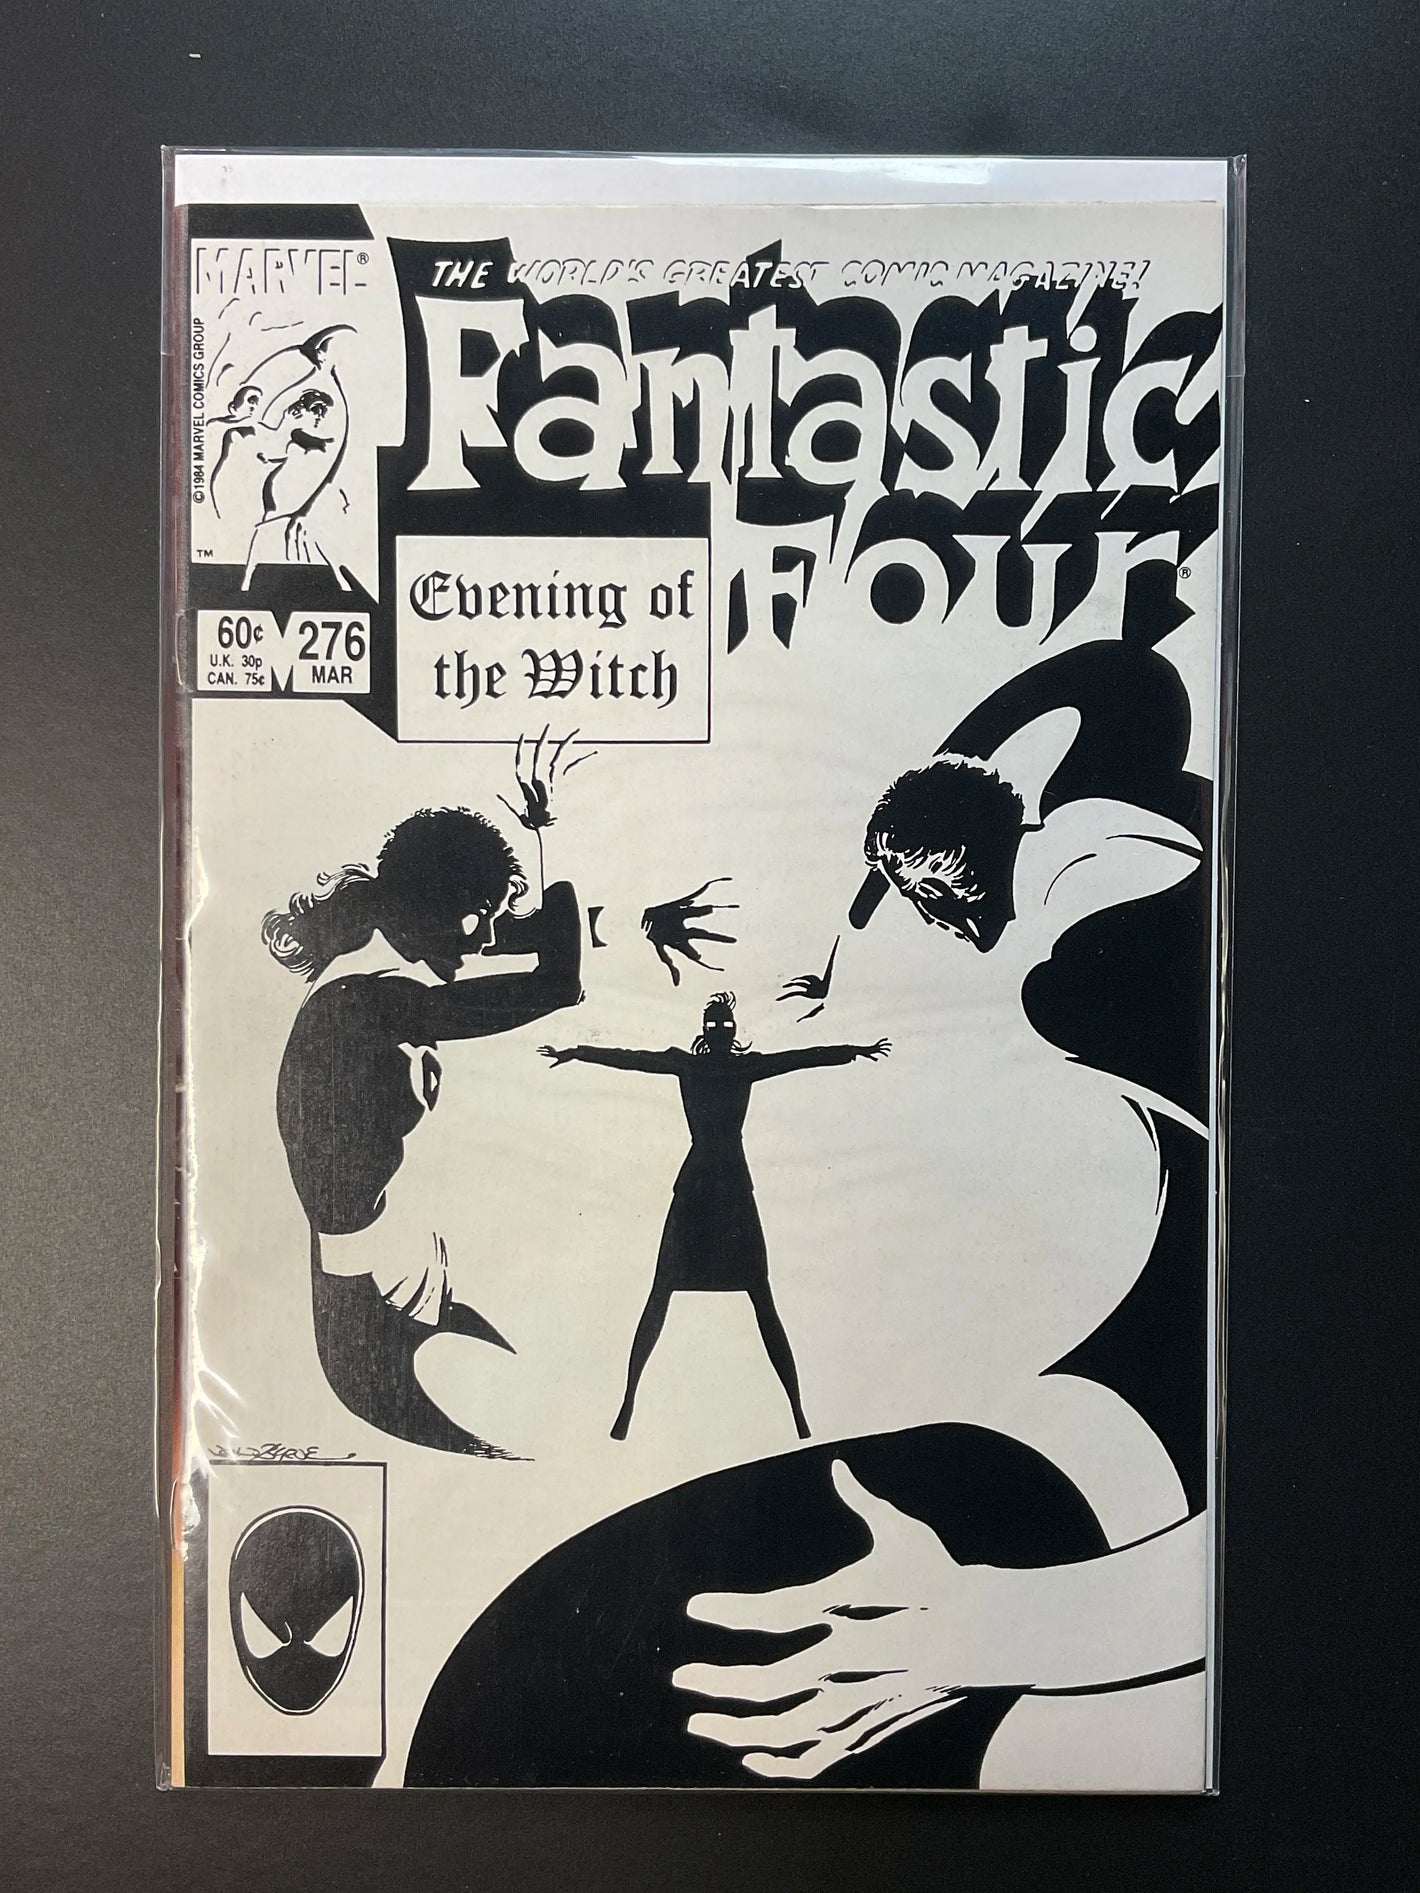 MARVEL®
THE WORLD'S GREATEST COMIC MAGAZINE!
Fantastic
Four®
© 1984 MARVEL COMICS GROUP
TM
Evening of
the Witch
60¢
U.K. 30p
CAN. 75¢
M
276
MAR
BYRNE